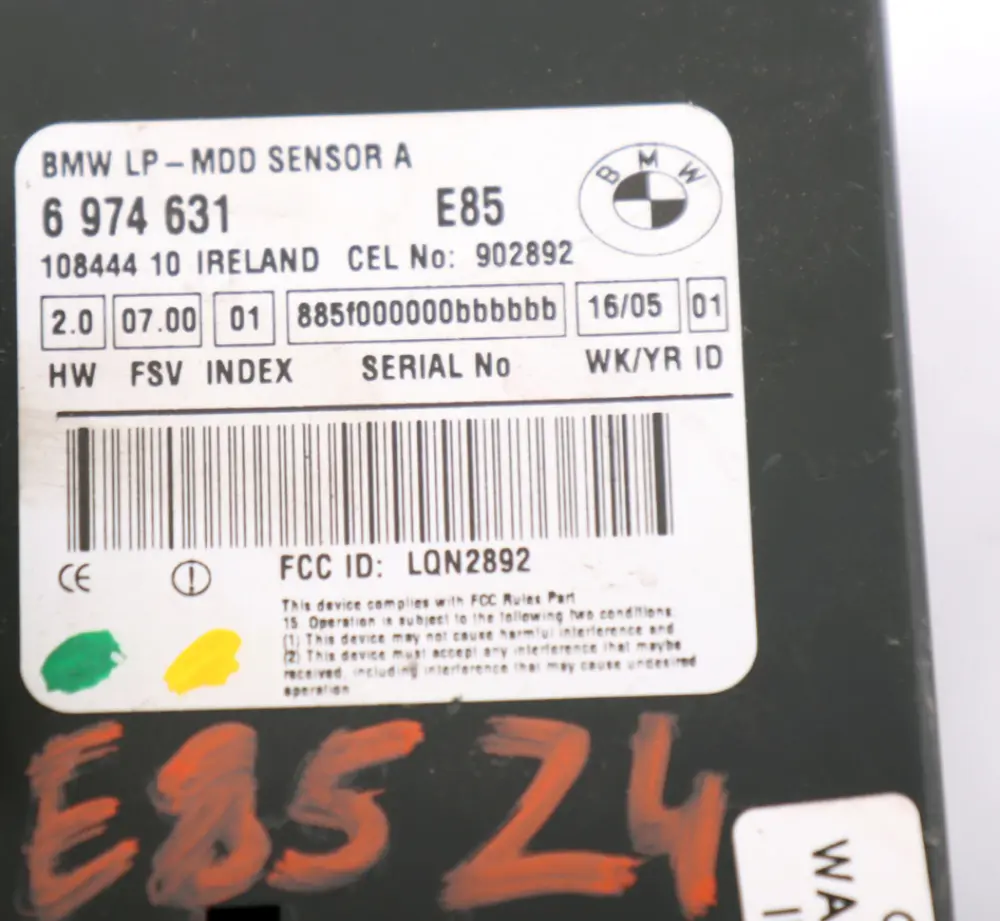 BMW LP-MDD SENSOR A
6 974 631 E85
BMW
108444 10 IRELAND CEL No: 902892
2.0 07.00 01 885f000000bbbbbb 16/05 01
HW FSV INDEX SERIAL No WK/YR ID
FCC ID: LQN2892
CE
This device complies with FCC Rules Part
15 Operation is subject to the following two conditions.
(1) This device may not cause harmful interference and
(2) This device must accept any interference that maybe
received, including interference that may cause undesired
operation
E85 Z4